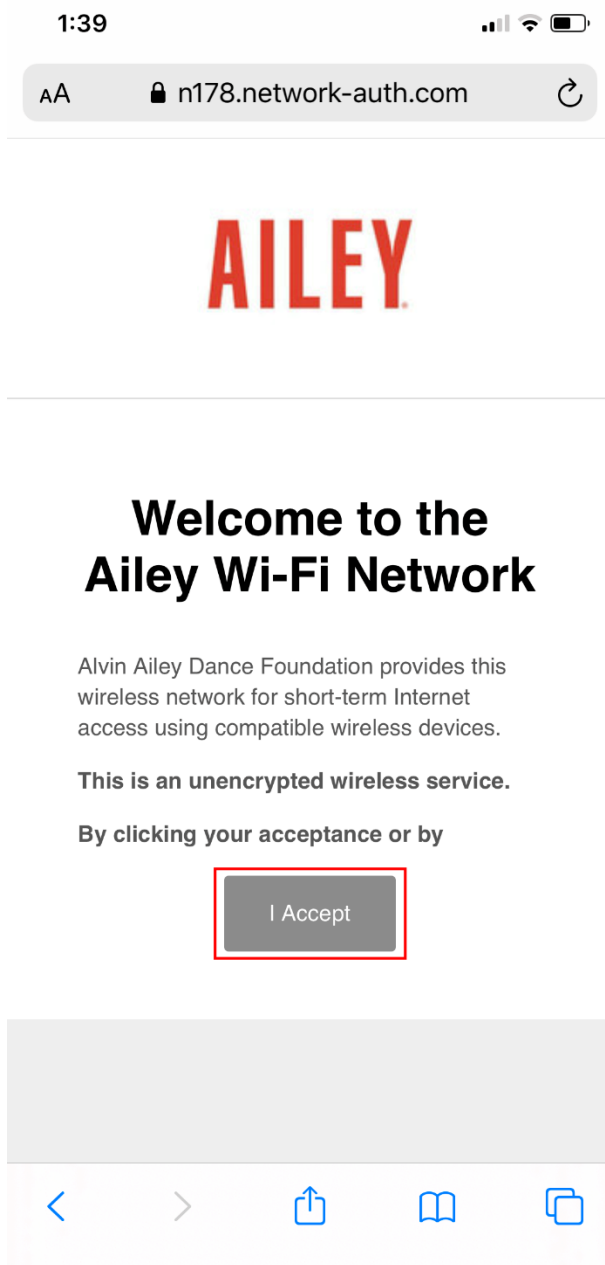 1:39
AA n178.network-auth.com
AILEY
Welcome to the
Ailey Wi-Fi Network
Alvin Ailey Dance Foundation provides this
wireless network for short-term Internet
access using compatible wireless devices.
This is an unencrypted wireless service.
By clicking your acceptance or by
I Accept